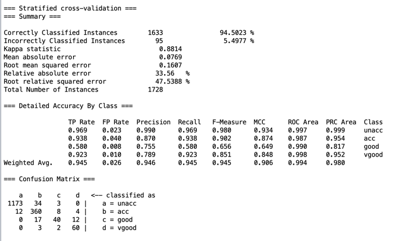 === Stratified cross-validation ===
=== Summary ===
Correctly Classified Instances 1633 94.5023 %
Incorrectly Classified Instances 95 5.4977 %
Kappa statistic 0.8814
Mean absolute error 0.0769
Root mean squared error 0.1607
Relative absolute error 33.56 %
Root relative squared error 47.5388 %
Total Number of Instances 1728
=== Detailed Accuracy By Class ===
TP Rate FP Rate Precision Recall F-Measure MCC ROC Area PRC Area Class
0.969 0.023 0.990 0.969 0.980 0.934 0.997 0.999 unacc
0.938 0.040 0.870 0.938 0.902 0.874 0.987 0.954 acc
0.580 0.008 0.755 0.580 0.656 0.649 0.990 0.817 good
0.923 0.010 0.789 0.923 0.851 0.848 0.998 0.952 vgood
Weighted Avg. 0.945 0.026 0.946 0.945 0.945 0.906 0.994 0.980
=== Confusion Matrix ===
a b c d <-- classified as
1173 34 3 0 | a = unacc
12 360 8 4 | b = acc
0 17 40 12 | c = good
0 3 2 60 | d = vgood